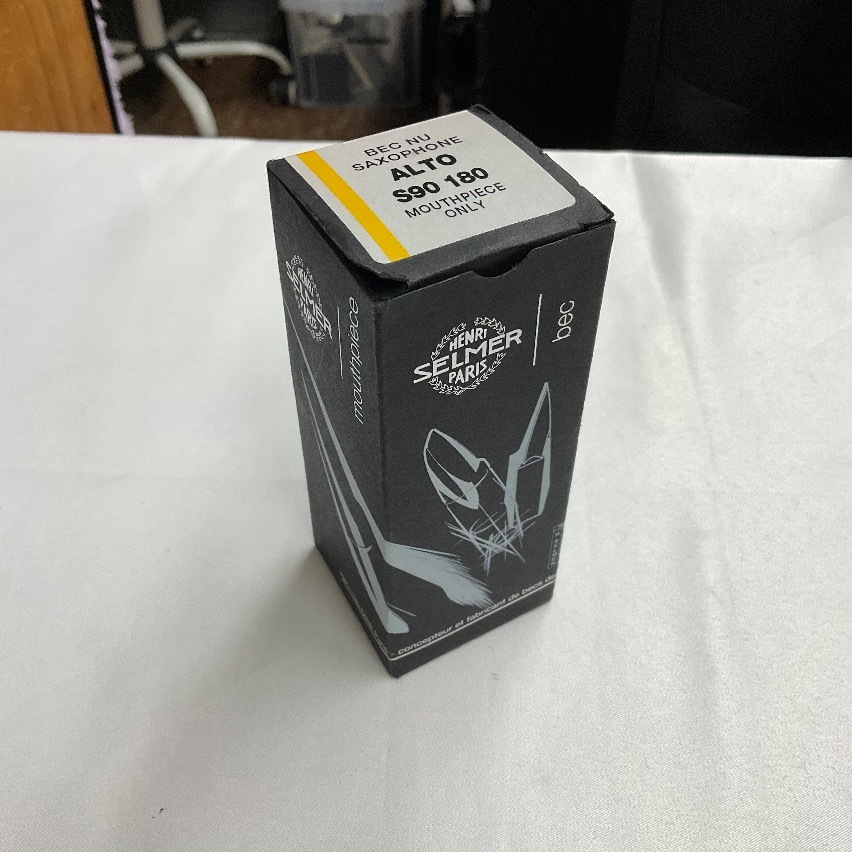 BEC NU
SAXOPHONE
ALTO
S90 180
MOUTHPIECE
ONLY
HENRI
SELMER
PARIS
mouthpiece
HENRI
SELMER
PARIS
bec
concepteur et fabricant de becs de